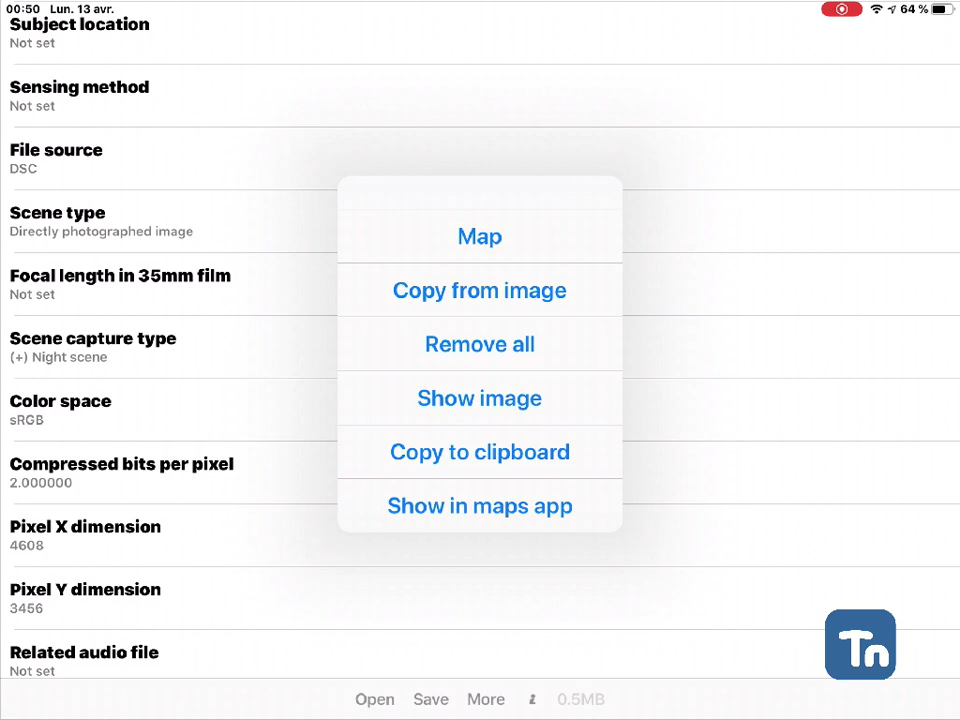 00:50 Lun. 13 avr.
64 %
Subject location
Not set
Sensing method
Not set
File source
DSC
Scene type
Directly photographed image
Focal length in 35mm film
Not set
Scene capture type
(+) Night scene
Color space
sRGB
Compressed bits per pixel
2.000000
Pixel X dimension
4608
Pixel Y dimension
3456
Related audio file
Not set
Map
Copy from image
Remove all
Show image
Copy to clipboard
Show in maps app
Tn
Open Save More i 0.5MB